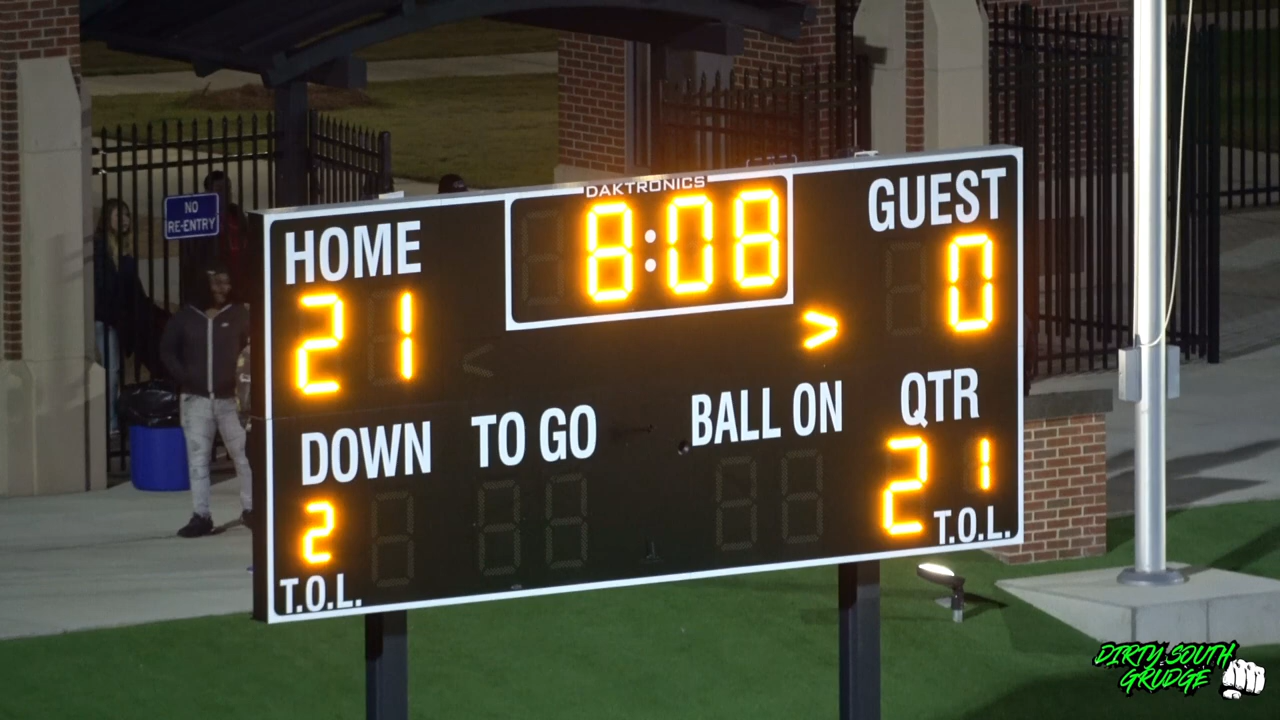 NO
RE-ENTRY
DAKTRONICS
HOME
8:08
GUEST
21
>
0
DOWN
TO GO
BALL ON
QTR
2
2
1
T.O.L.
T.O.L.
DIRTY SOUTH
GRUDGE